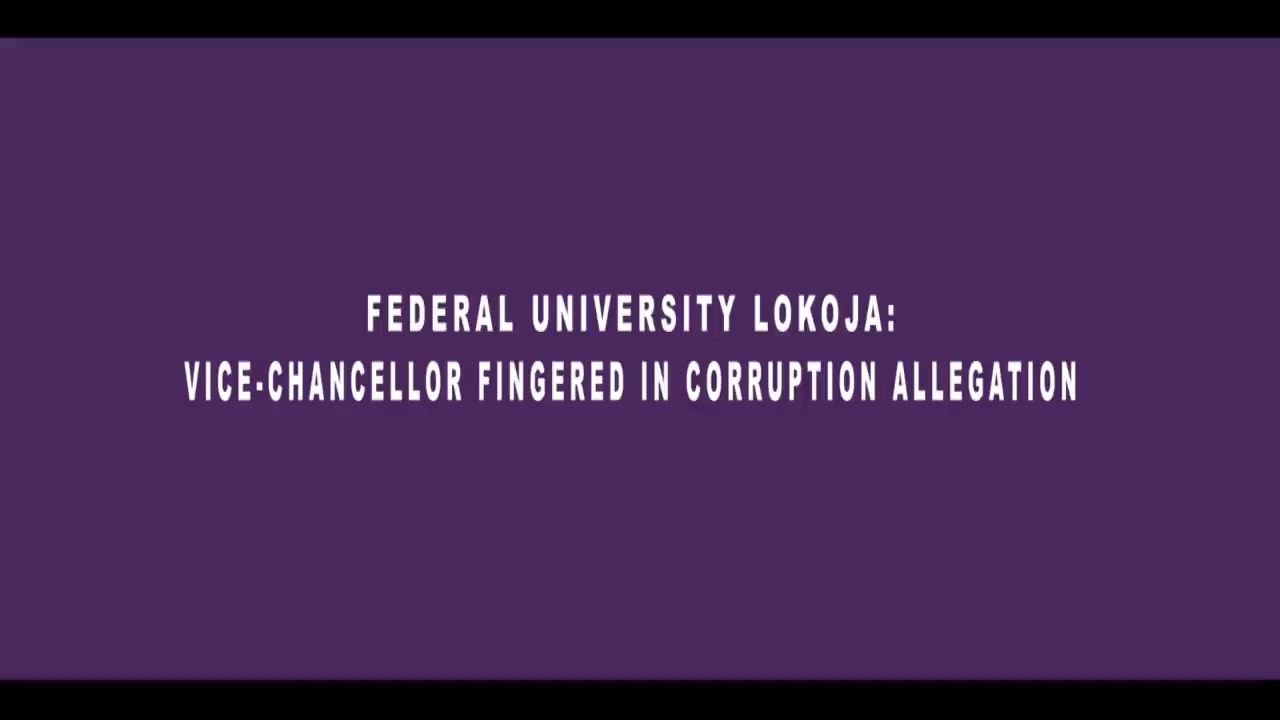 FEDERAL UNIVERSITY LOKOJA:
VICE-CHANCELLOR FINGERED IN CORRUPTION ALLEGATION